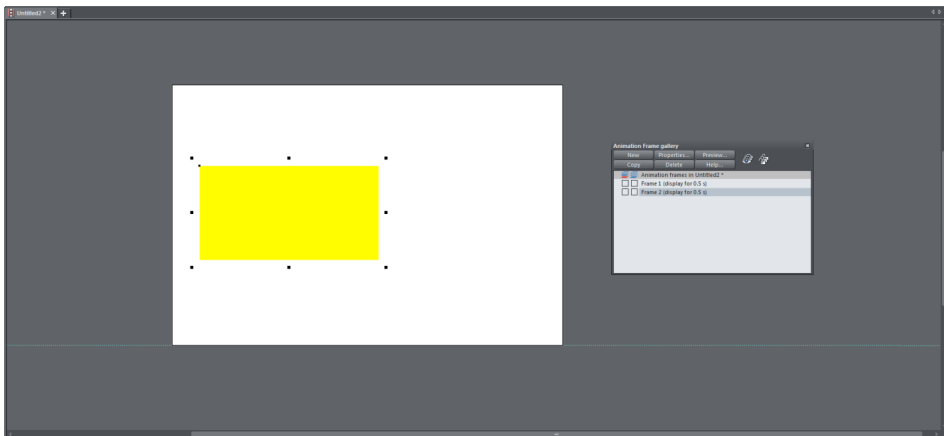 Untitled2 *
Animation Frame gallery
New Properties... Preview...
Copy Delete Help...
Animation frames in Untitled2 *
Frame 1 (display for 0.5 s)
Frame 2 (display for 0.5 s)